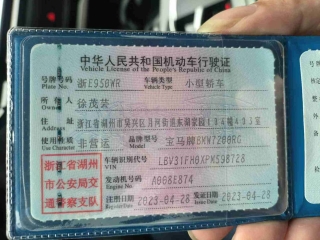 中华人民共和国机动车行驶证
Vehicle License of the People's Republic of China
号牌号码 浙E950WR 车辆类型 小型轿车
Plate No. Vehicle Type
所有人 徐茂芸
Owner
住址 浙江省湖州市吴兴区
Address
使用性质 非营运 品牌型号 宝马牌BMW7200RG
Use Character Model
浙江省湖州
市公安局交
通警察支队
车辆识别代号
VIN
发动机号码 A008E874
Engine No.
注册日期 2023-04-28 发证日期 2023-04-28
Register Date Issue Date